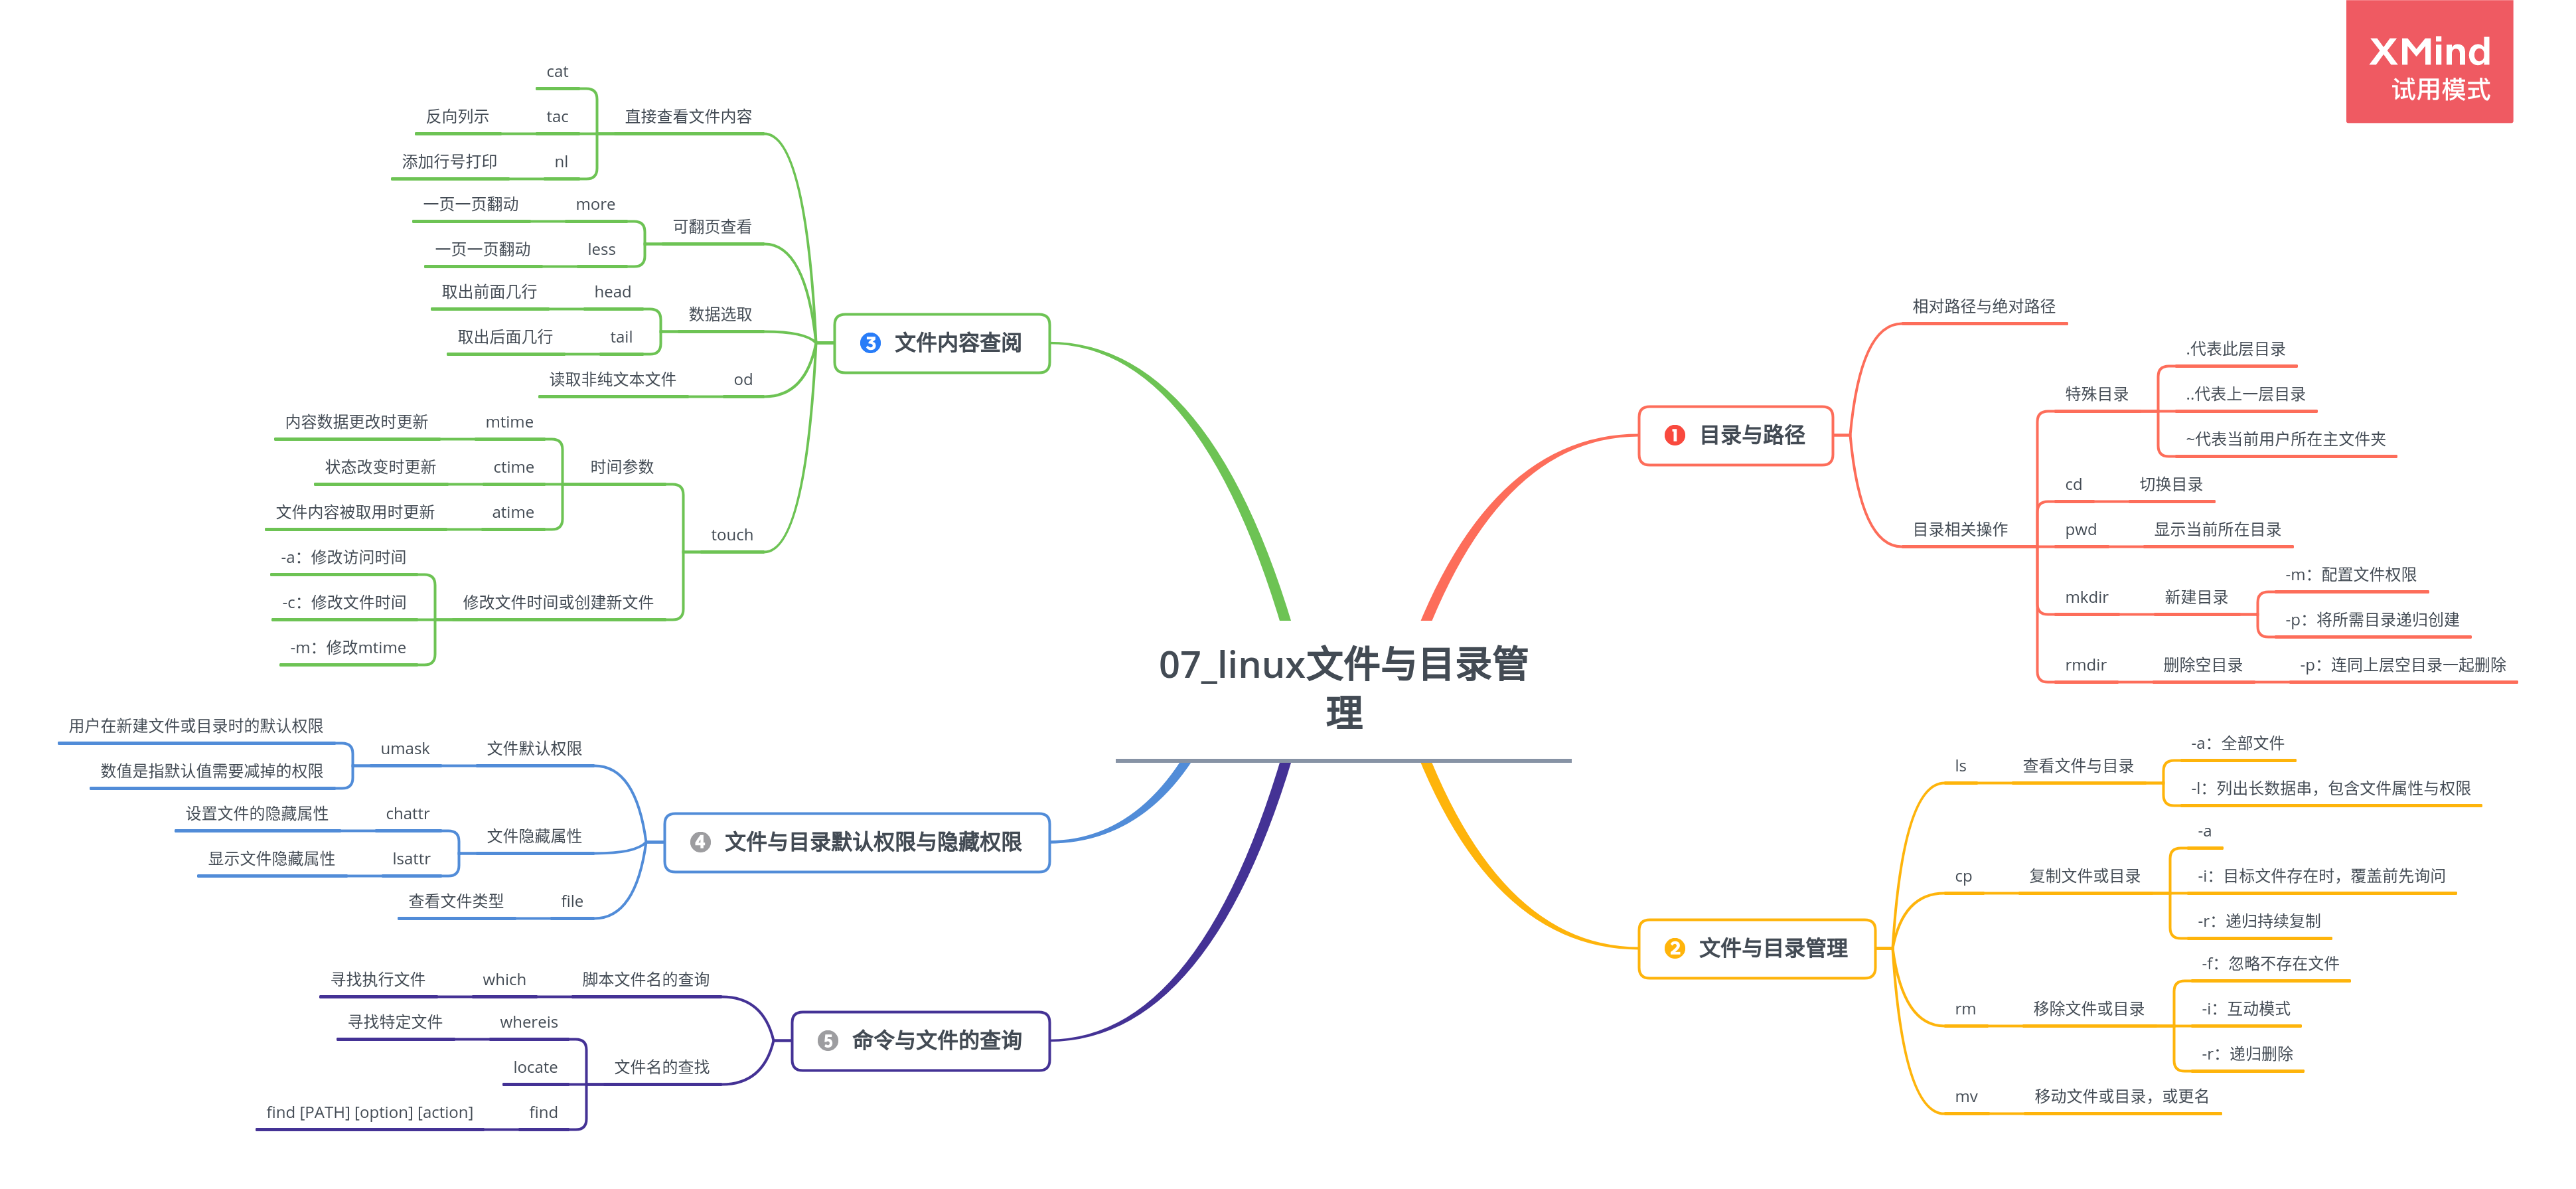 XMind
试用模式
07_linux文件与目录管
理
1 目录与路径
相对路径与绝对路径
目录相关操作
特殊目录
.代表此层目录
..代表上一层目录
~代表当前用户所在主文件夹
cd 切换目录
pwd 显示当前所在目录
mkdir 新建目录
-m：配置文件权限
-p：将所需目录递归创建
rmdir 删除空目录 -p：连同上层空目录一起删除
2 文件与目录管理
ls 查看文件与目录
-a：全部文件
-l：列出长数据串，包含文件属性与权限
cp 复制文件或目录
-a
-i：目标文件存在时，覆盖前先询问
-r：递归持续复制
rm 移除文件或目录
-f：忽略不存在文件
-i：互动模式
-r：递归删除
mv 移动文件或目录，或更名
3 文件内容查阅
直接查看文件内容
cat
反向列示 tac
添加行号打印 nl
可翻页查看
一页一页翻动 more
一页一页翻动 less
数据选取
取出前面几行 head
取出后面几行 tail
读取非纯文本文件 od
touch
时间参数
内容数据更改时更新 mtime
状态改变时更新 ctime
文件内容被取用时更新 atime
修改文件时间或创建新文件
-a：修改访问时间
-c：修改文件时间
-m：修改mtime
4 文件与目录默认权限与隐藏权限
umask 文件默认权限
用户在新建文件或目录时的默认权限
数值是指默认值需要减掉的权限
文件隐藏属性
设置文件的隐藏属性 chattr
显示文件隐藏属性 lsattr
查看文件类型 file
5 命令与文件的查询
寻找执行文件 which 脚本文件名的查询
文件名的查找
寻找特定文件 whereis
locate
find [PATH] [option] [action] find